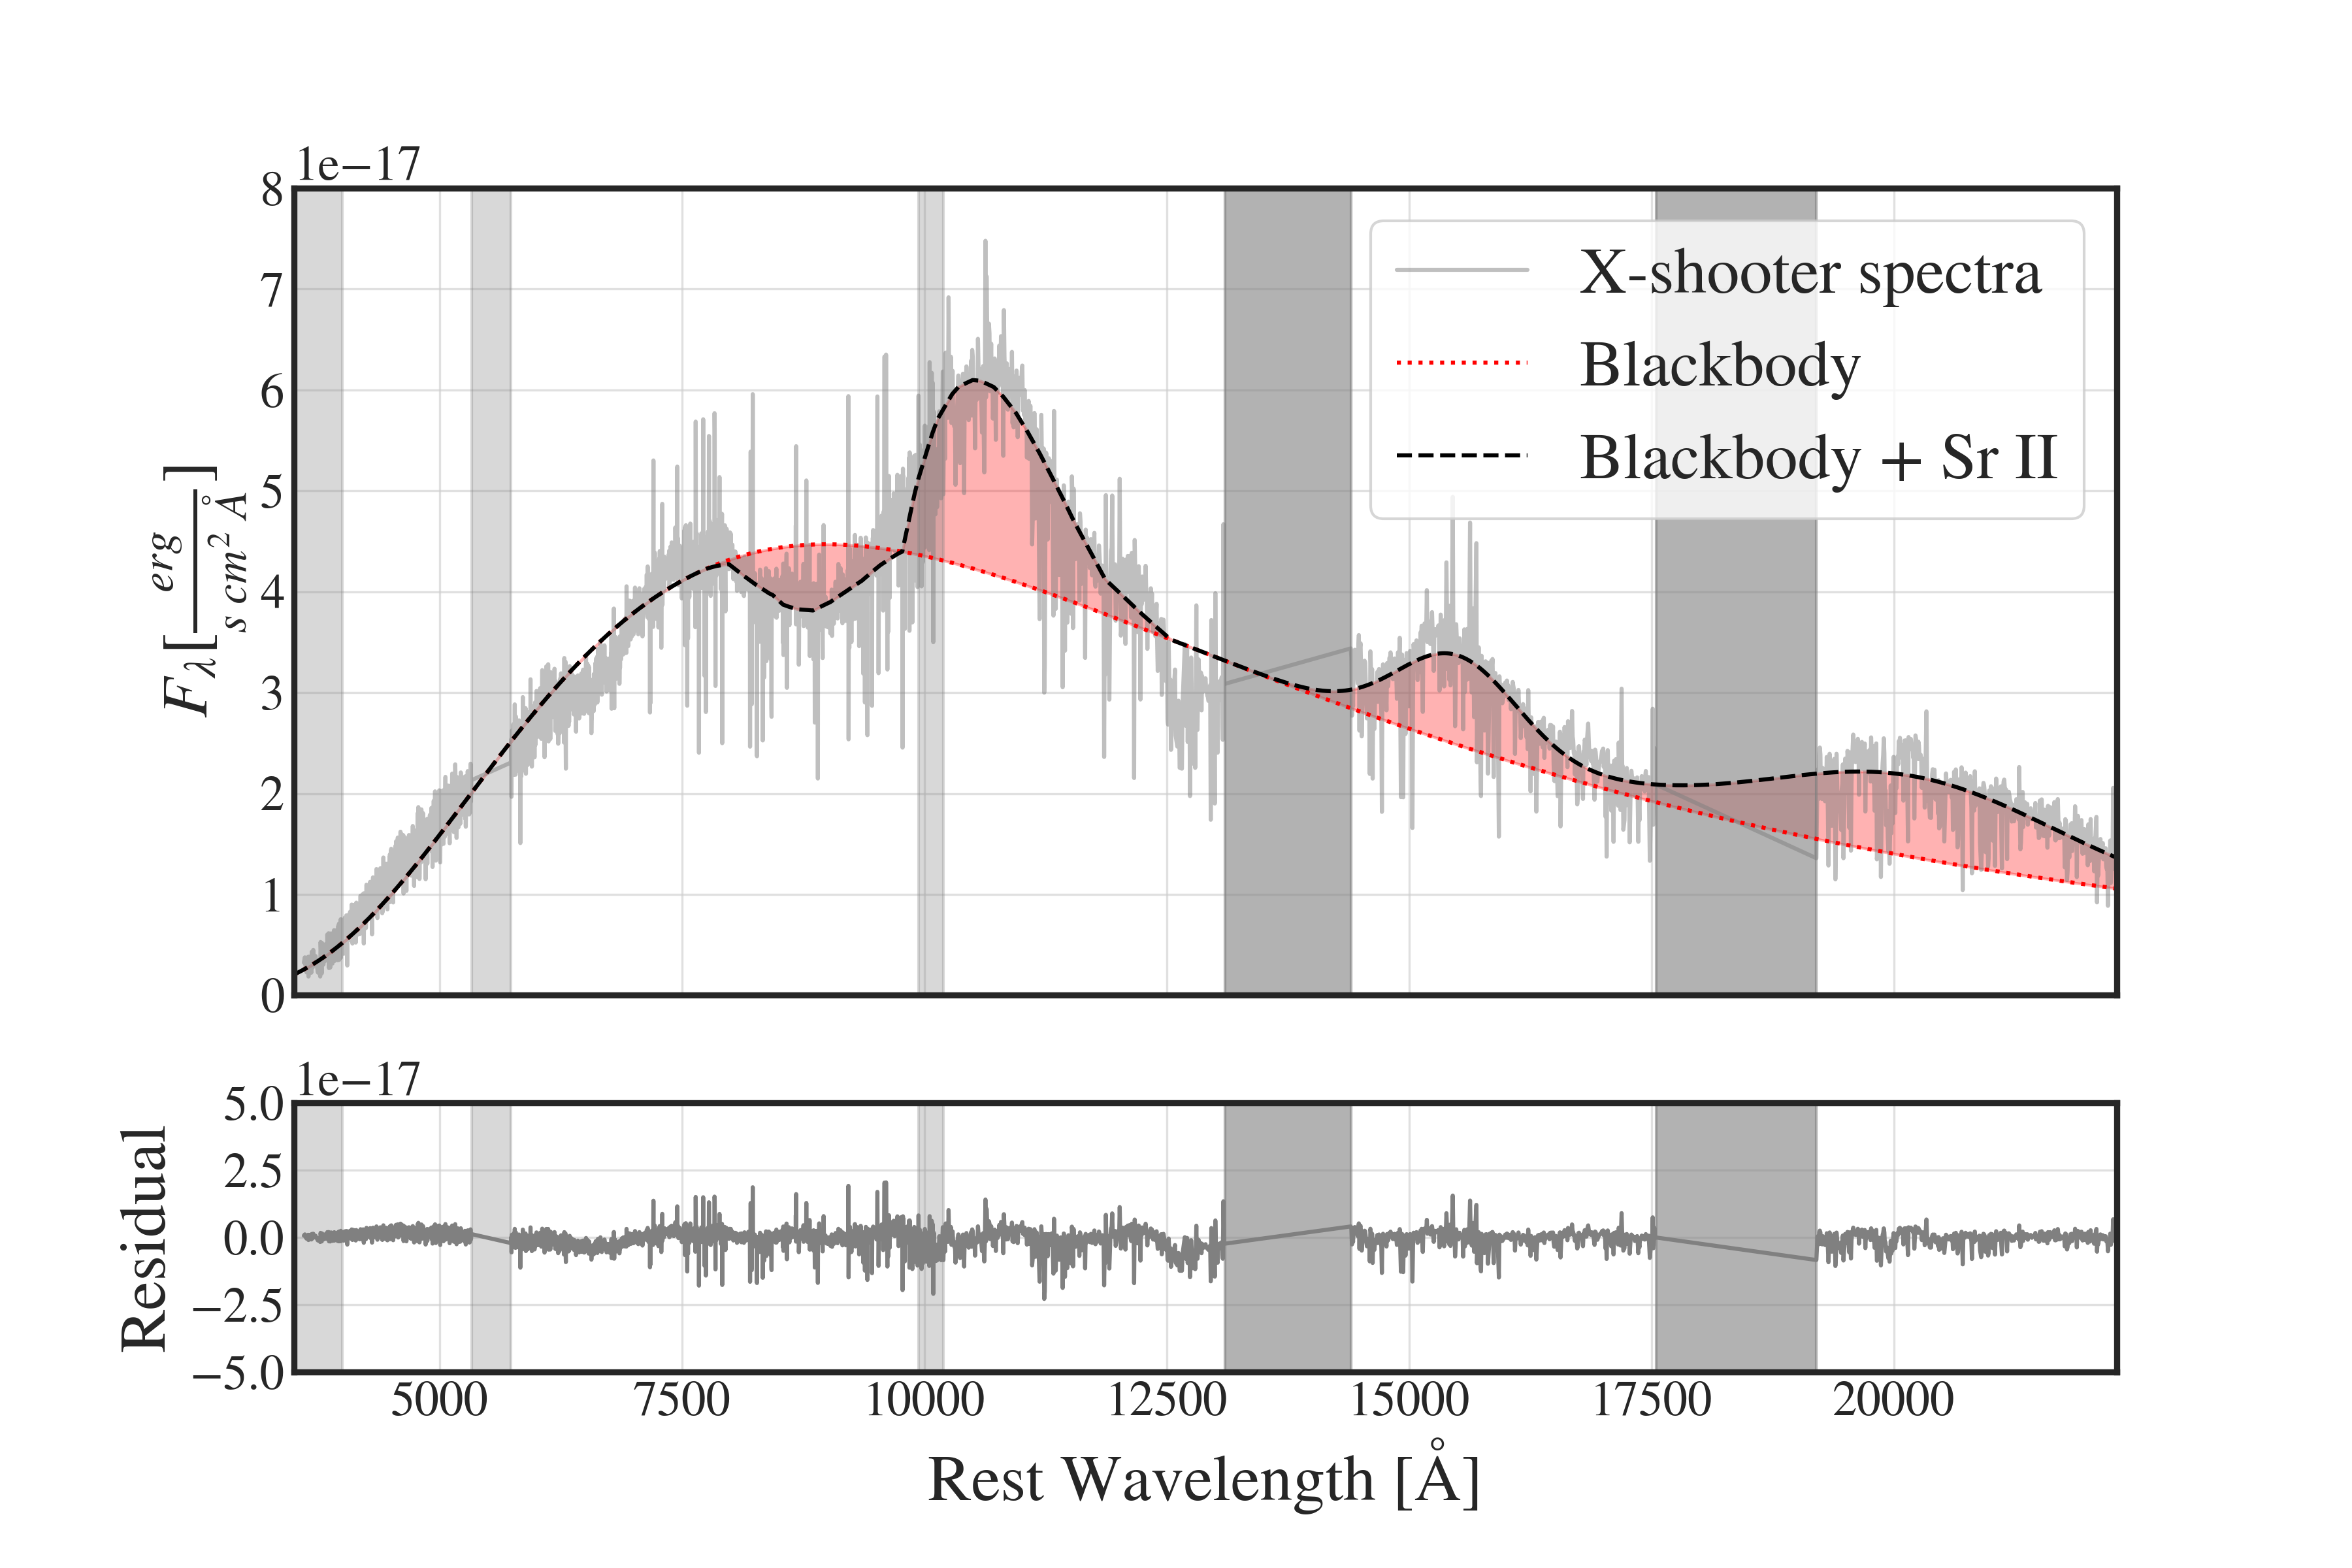 1e−17
8
7
6
5
4
3
2
1
0
F_λ [erg / s cm² Å]
X-shooter spectra
Blackbody
Blackbody + Sr II
1e−17
5.0
2.5
0.0
−2.5
−5.0
Residual
5000 7500 10000 12500 15000 17500 20000
Rest Wavelength [Å]